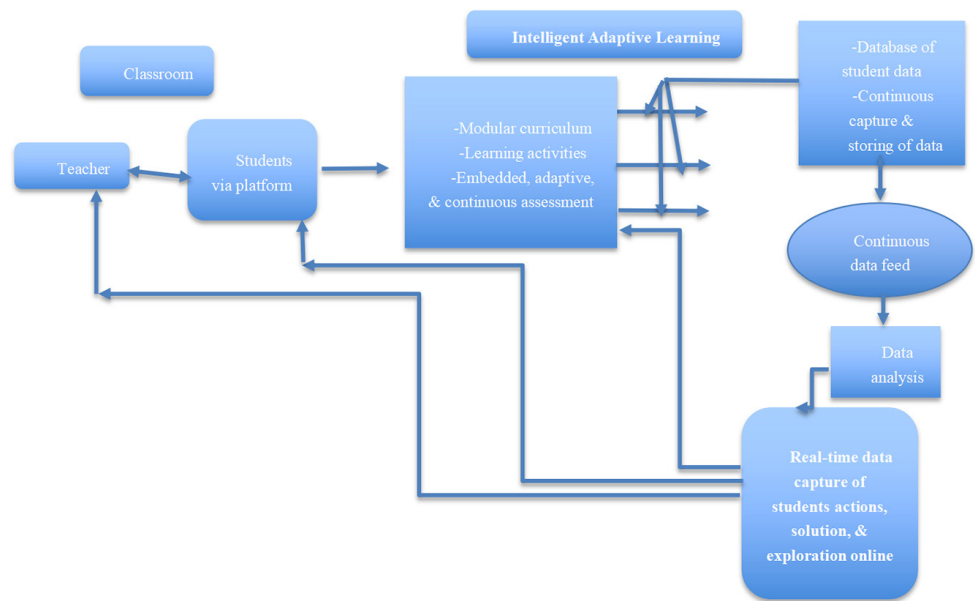 Intelligent Adaptive Learning
Classroom
Teacher
Students
via platform
-Modular curriculum
-Learning activities
-Embedded, adaptive,
& continuous assessment
-Database of
student data
-Continuous
capture &
storing of data
Continuous
data feed
Data
analysis
Real-time data
capture of
students actions,
solution, &
exploration online